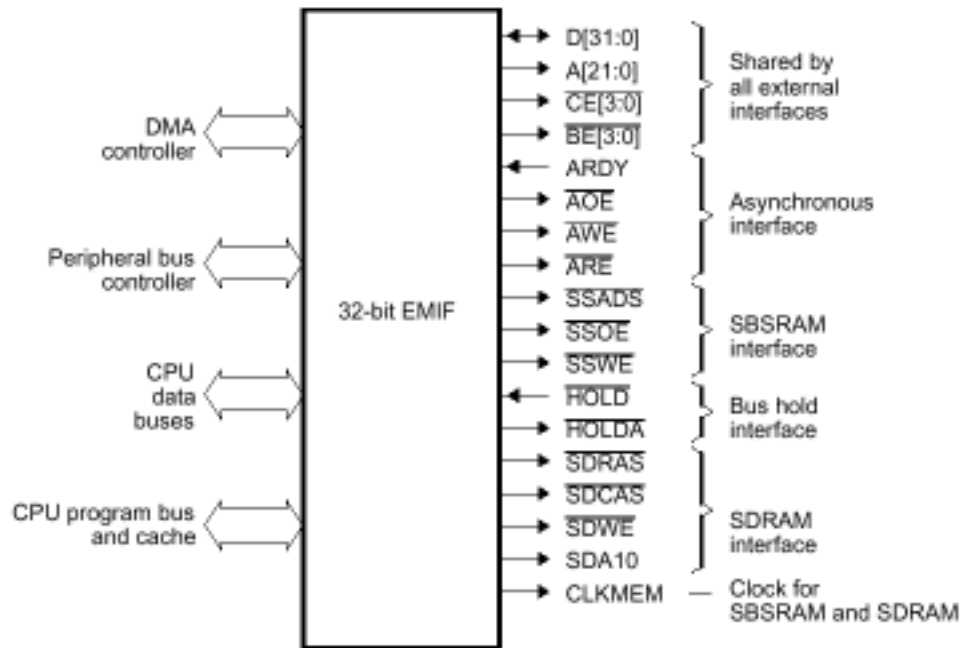 DMA
controller
Peripheral bus
controller
CPU
data
buses
CPU program bus
and cache
32-bit EMIF
D[31:0]
A[21:0]
CE[3:0]
BE[3:0]
ARDY
AOE
AWE
ARE
SSADS
SSOE
SSWE
HOLD
HOLDA
SDRAS
SDCAS
SDWE
SDA10
CLKMEM
Shared by
all external
interfaces
Asynchronous
interface
SBSRAM
interface
Bus hold
interface
SDRAM
interface
Clock for
SBSRAM and SDRAM